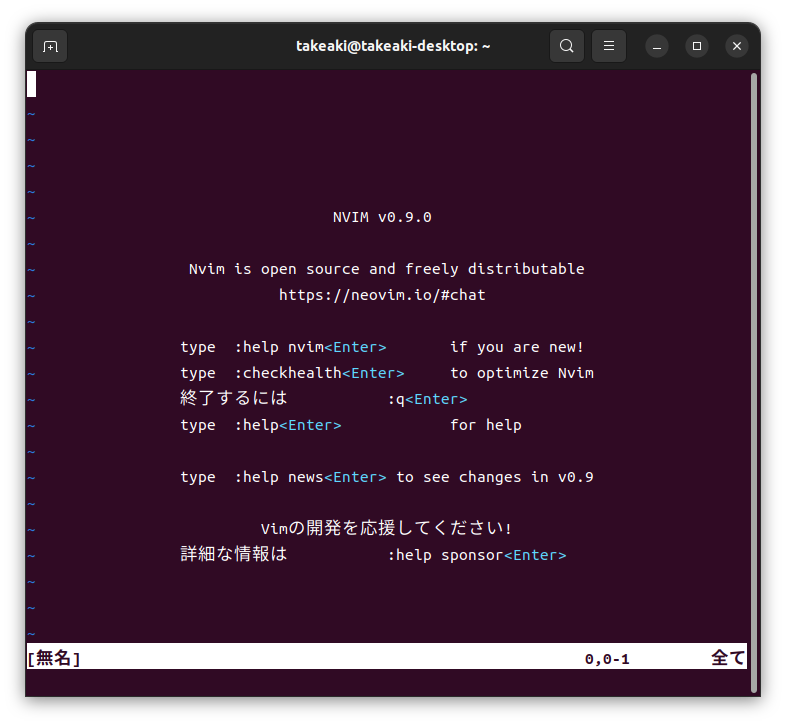 takeaki@takeaki-desktop: ~
~
~
~
~
~ NVIM v0.9.0
~
~ Nvim is open source and freely distributable
~ https://neovim.io/#chat
~
~ type :help nvim<Enter> if you are new!
~ type :checkhealth<Enter> to optimize Nvim
~ 終了するには :q<Enter>
~ type :help<Enter> for help
~
~ type :help news<Enter> to see changes in v0.9
~
~ Vimの開発を応援してください!
~ 詳細な情報は :help sponsor<Enter>
~
~
~
[無名] 0,0-1 全て